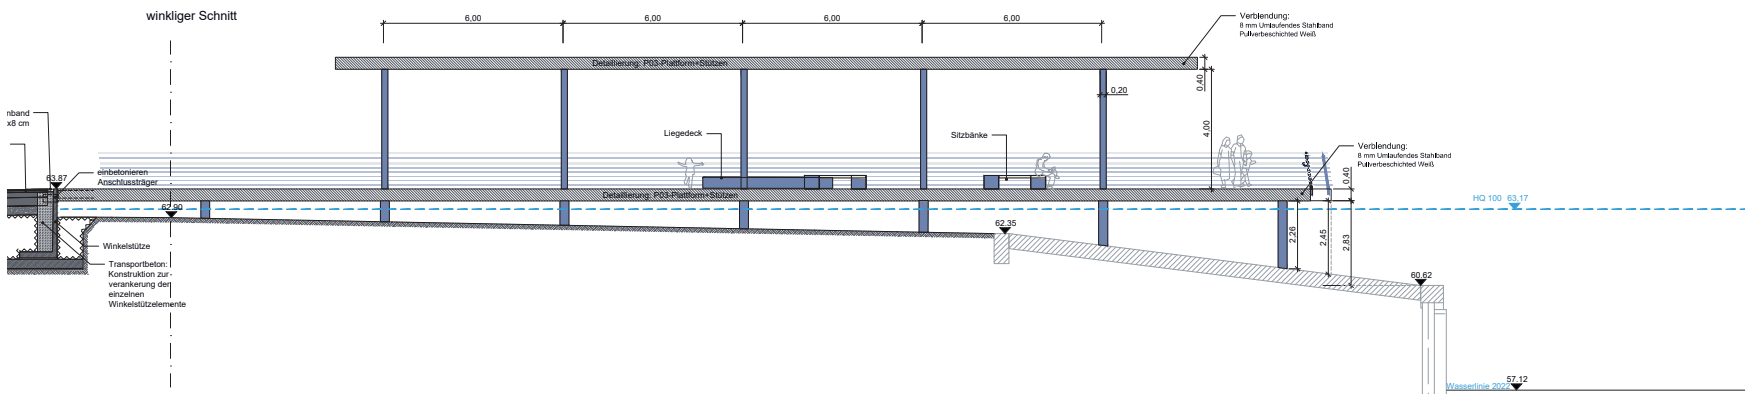 winkliger Schnitt
6,00
6,00
6,00
6,00
Verblendung:
8 mm Umlaufendes Stahlband
Pullverbeschichted Weiß
Detaillierung: P03-Plattform+Stützen
0,40
0,20
4,00
nband
x8 cm
Liegedeck
Sitzbänke
Verblendung:
8 mm Umlaufendes Stahlband
Pullverbeschichted Weiß
einbetonieren
Anschlussträger
63.87
0,40
Detaillierung: P03-Plattform+Stützen
HQ 100 63.17
62.90
62.35
2,26
2,45
2,83
Winkelstütze
Transportbeton:
Konstruktion zur
verankerung der
einzelnen
Winkelstützelemente
60.62
Wasserlinie 2022
57.12